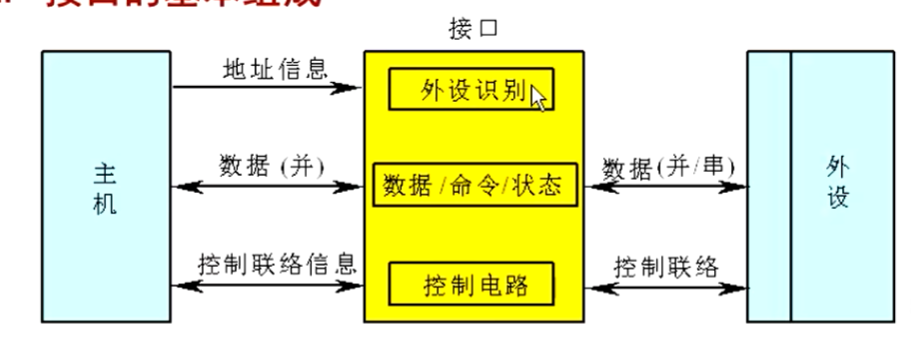 接口
地址信息
外设识别
主机
数据 (并)
数据/命令/状态
数据(并/串)
外设
控制联络信息
控制电路
控制联络